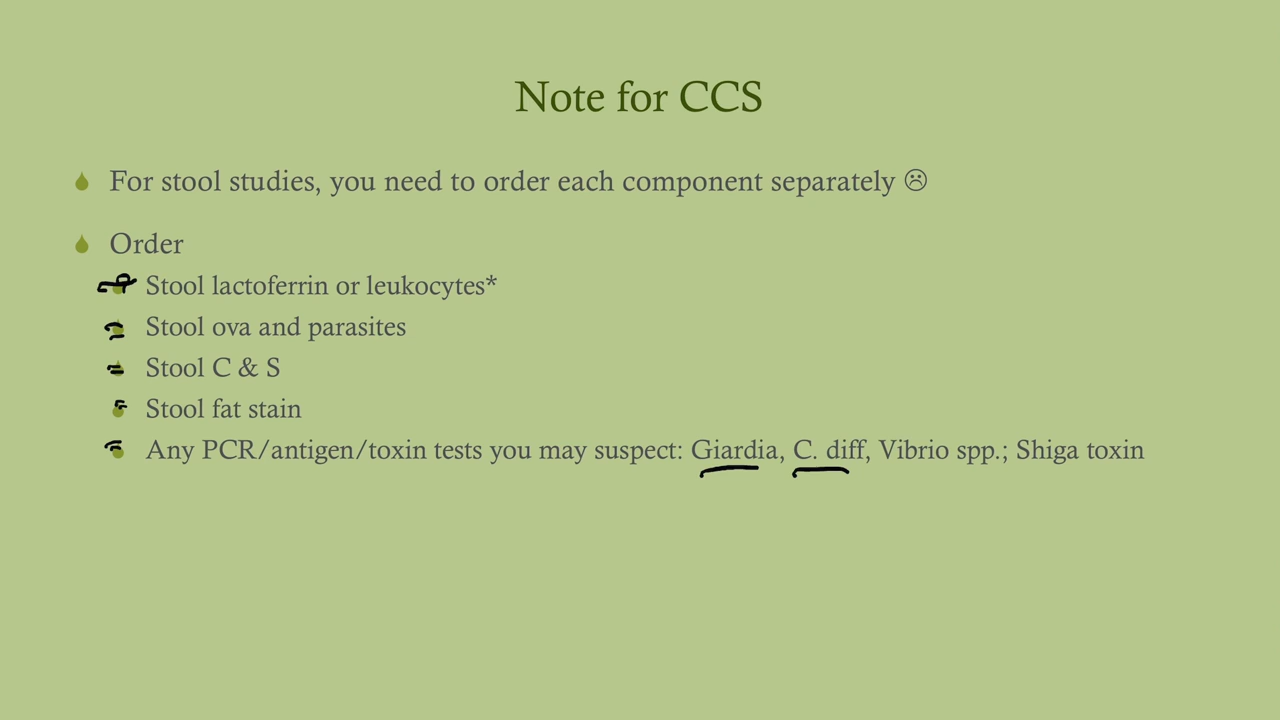 Note for CCS
For stool studies, you need to order each component separately ☹
Order
Stool lactoferrin or leukocytes*
Stool ova and parasites
Stool C & S
Stool fat stain
Any PCR/antigen/toxin tests you may suspect: Giardia, C. diff, Vibrio spp.; Shiga toxin